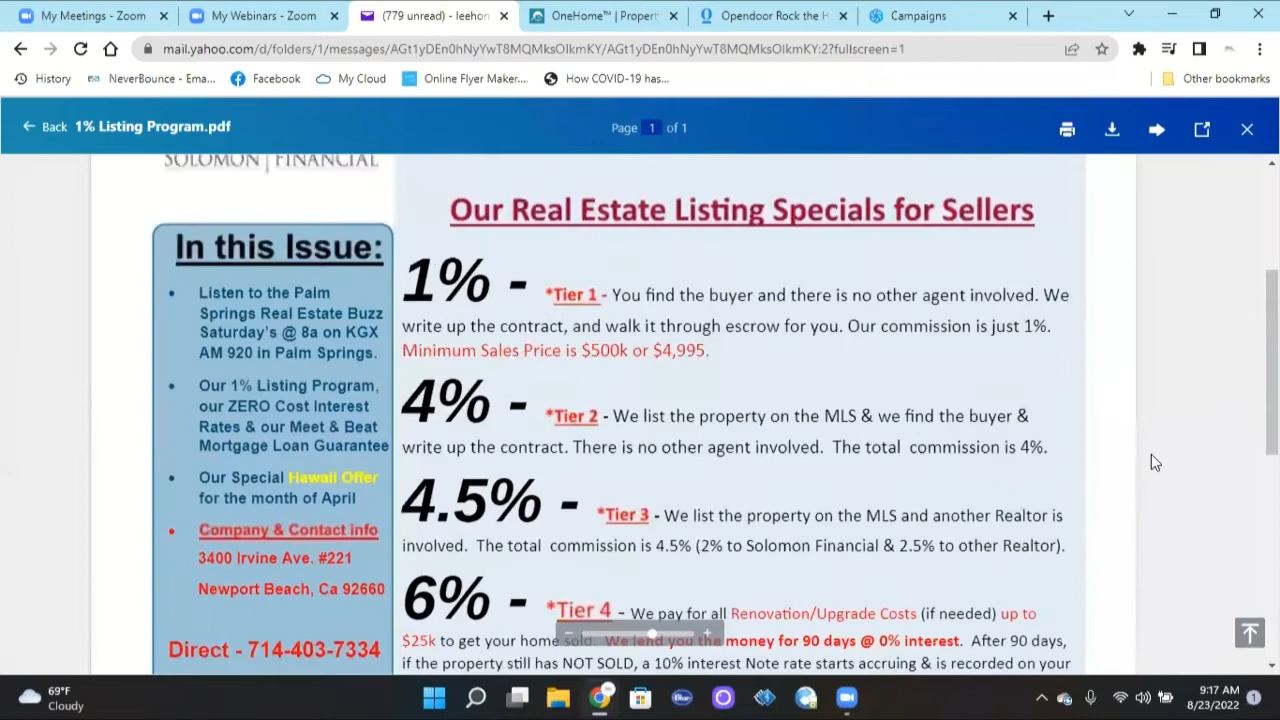 My Meetings - Zoom
My Webinars - Zoom
(779 unread) - leehon
OneHome™ | Propert
Opendoor Rock the H
Campaigns
mail.yahoo.com/d/folders/1/messages/AGt1yDEn0hNyYwT8MQMksOIkmKY/AGt1yDEn0hNyYwT8MQMksOIkmKY:2?fullscreen=1
History
NeverBounce - Ema...
Facebook
My Cloud
Online Flyer Maker....
How COVID-19 has...
Other bookmarks
Back 1% Listing Program.pdf
Page 1 of 1
SOLOMON | FINANCIAL
In this Issue:
• Listen to the Palm
Springs Real Estate Buzz
Saturday's @ 8a on KGX
AM 920 in Palm Springs.
• Our 1% Listing Program,
our ZERO Cost Interest
Rates & our Meet & Beat
Mortgage Loan Guarantee
• Our Special Hawaii Offer
for the month of April
• Company & Contact info
3400 Irvine Ave. #221
Newport Beach, Ca 92660
Direct - 714-403-7334
Our Real Estate Listing Specials for Sellers
1% - *Tier 1 - You find the buyer and there is no other agent involved. We
write up the contract, and walk it through escrow for you. Our commission is just 1%.
Minimum Sales Price is $500k or $4,995.
4% - *Tier 2 - We list the property on the MLS & we find the buyer &
write up the contract. There is no other agent involved. The total commission is 4%.
4.5% - *Tier 3 - We list the property on the MLS and another Realtor is
involved. The total commission is 4.5% (2% to Solomon Financial & 2.5% to other Realtor).
6% - *Tier 4 - We pay for all Renovation/Upgrade Costs (if needed) up to
$25k to get your home sold. We lend you the money for 90 days @ 0% interest. After 90 days,
if the property still has NOT SOLD, a 10% interest Note rate starts accruing & is recorded on your
69°F
Cloudy
9:17 AM
8/23/2022
1